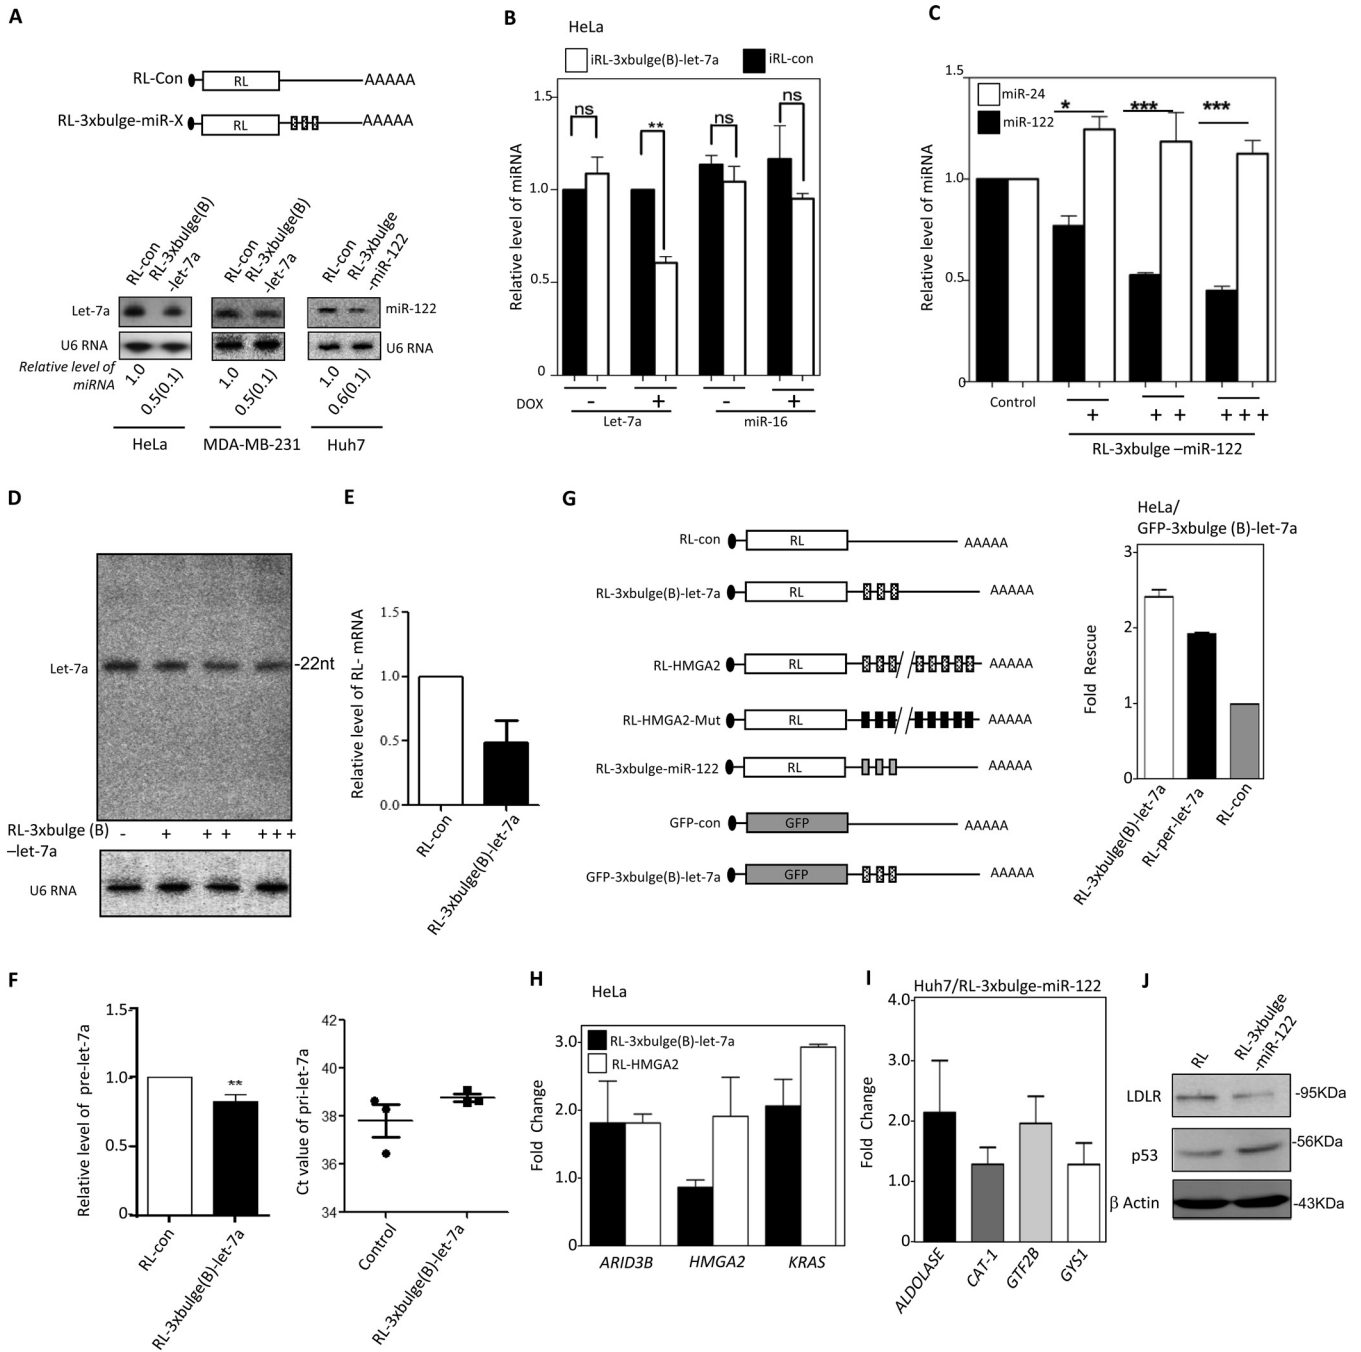 A
RL-Con
RL
AAAAA
RL-3xbulge-miR-X
RL
AAAAA
RL-con
RL-3xbulge(B)
-let-7a
RL-con
RL-3xbulge(B)
-let-7a
RL-con
RL-3xbulge
-miR-122
Let-7a
miR-122
U6 RNA
U6 RNA
Relative level of
miRNA
1.0
0.5(0.1)
1.0
0.5(0.1)
1.0
0.6(0.1)
HeLa
MDA-MB-231
Huh7
B
HeLa
iRL-3xbulge(B)-let-7a
iRL-con
Relative level of miRNA
1.5
1.0
0.5
0
ns
**
ns
ns
DOX
-
+
-
+
Let-7a
miR-16
C
miR-24
miR-122
Relative level of miRNA
1.5
1.0
0.5
0
*
***
***
Control
+
+ +
+ + +
RL-3xbulge –miR-122
D
Let-7a
-22nt
RL-3xbulge (B)
–let-7a
-
+
+ +
+ + +
U6 RNA
E
Relative level of RL- mRNA
1.5
1.0
0.5
0.0
RL-con
RL-3xbulge(B)-let-7a
F
Relative level of pre-let-7a
1.5
1.0
0.5
0
**
RL-con
RL-3xbulge(B)-let-7a
Ct value of pri-let-7a
42
40
38
36
34
Control
RL-3xbulge(B)-let-7a
G
RL-con
RL
AAAAA
RL-3xbulge(B)-let-7a
RL
AAAAA
RL-HMGA2
RL
AAAAA
RL-HMGA2-Mut
RL
AAAAA
RL-3xbulge-miR-122
RL
AAAAA
GFP-con
GFP
AAAAA
GFP-3xbulge(B)-let-7a
GFP
AAAAA
HeLa/
GFP-3xbulge (B)-let-7a
Fold Rescue
3
2
1
0
RL-3xbulge(B)-let-7a
RL-per-let-7a
RL-con
H
HeLa
RL-3xbulge(B)-let-7a
RL-HMGA2
Fold Change
3.0
2.0
1.0
0
ARID3B
HMGA2
KRAS
I
Huh7/RL-3xbulge-miR-122
Fold Change
4.0
3.0
2.0
1.0
0
ALDOLASE
CAT-1
GTF2B
GYS1
J
RL
RL-3xbulge
-miR-122
LDLR
-95KDa
p53
-56KDa
β Actin
-43KDa